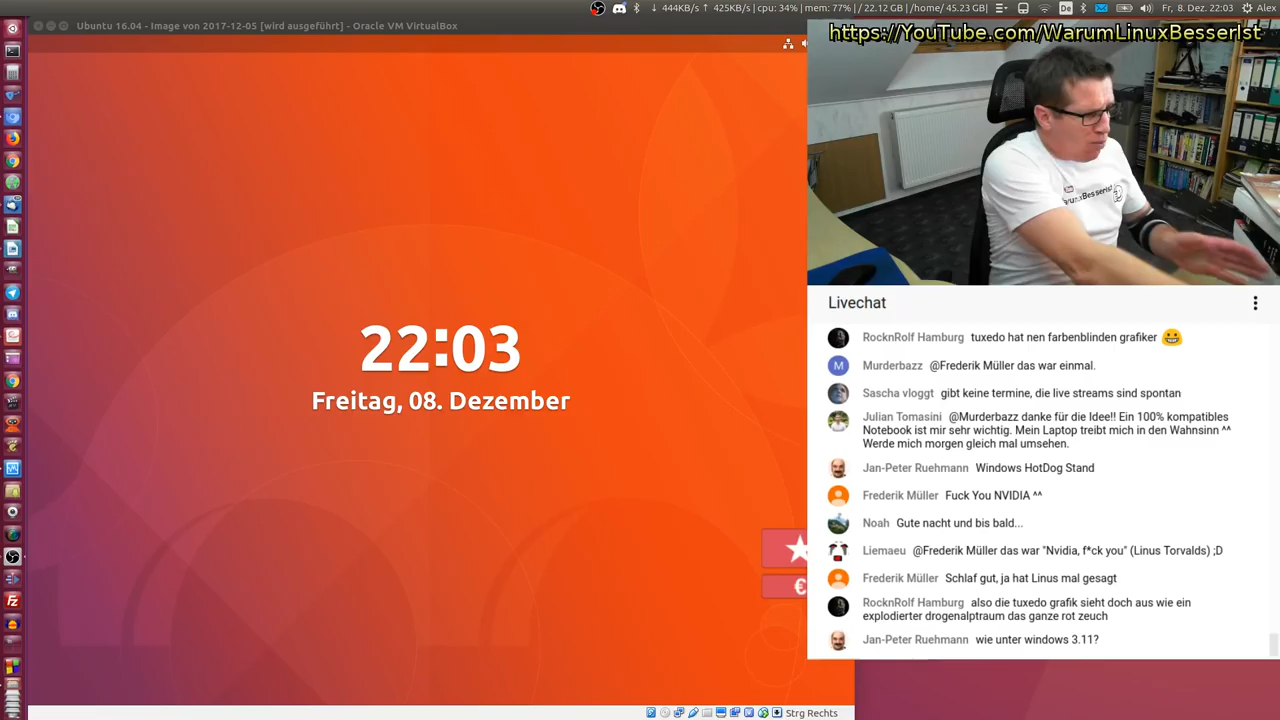 444KB/s 425KB/s cpu: 34% mem: 77% // 22.12 GB // home/45.23 GB De Fr, 8. Dez, 22:03 Alex
Ubuntu 16.04 - Image von 2017-12-05 [wird ausgeführt] - Oracle VM VirtualBox
https://YouTube.com/WarumLinuxBesserIst
22:03
Freitag, 08. Dezember
Livechat
RocknRolf Hamburg tuxedo hat nen farbenblinden grafiker
M Murderbazz @Frederik Müller das war einmal.
Sascha vloggt gibt keine termine, die live streams sind spontan
Julian Tomasini @Murderbazz danke für die Idee!! Ein 100% kompatibles
Notebook ist mir sehr wichtig. Mein Laptop treibt mich in den Wahnsinn ^^
Werde mich morgen gleich mal umsehen.
Jan-Peter Ruehmann Windows HotDog Stand
Frederik Müller Fuck You NVIDIA ^^
Noah Gute nacht und bis bald...
Liemaeu @Frederik Müller das war "Nvidia, f*ck you" (Linus Torvalds) ;D
Frederik Müller Schlaf gut, ja hat Linus mal gesagt
RocknRolf Hamburg also die tuxedo grafik sieht doch aus wie ein
explodierter drogenalptraum das ganze rot zeuch
Jan-Peter Ruehmann wie unter windows 3.11?
€
Strg Rechts